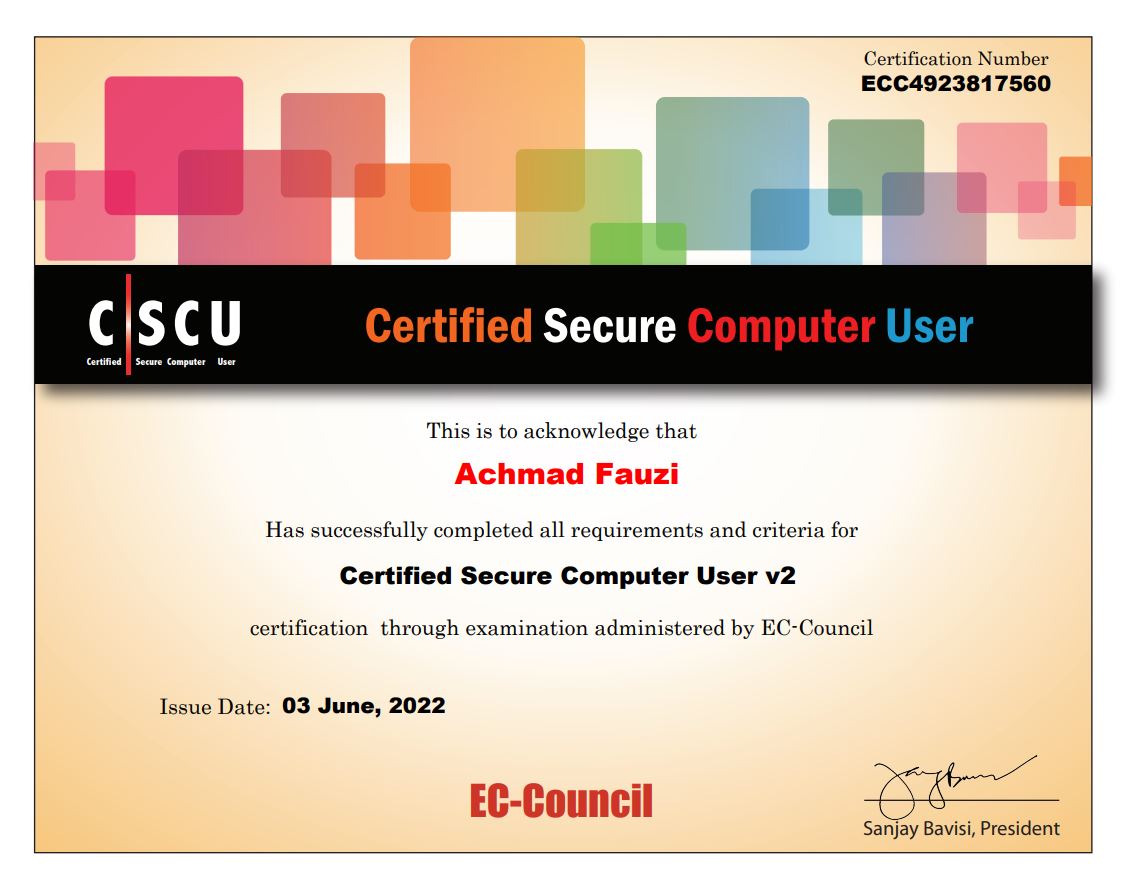 Certification Number
ECC4923817560
CSCU
Certified Secure Computer User
Certified Secure Computer User
This is to acknowledge that
Achmad Fauzi
Has successfully completed all requirements and criteria for
Certified Secure Computer User v2
certification through examination administered by EC-Council
Issue Date: 03 June, 2022
EC-Council
Sanjay Bavisi, President